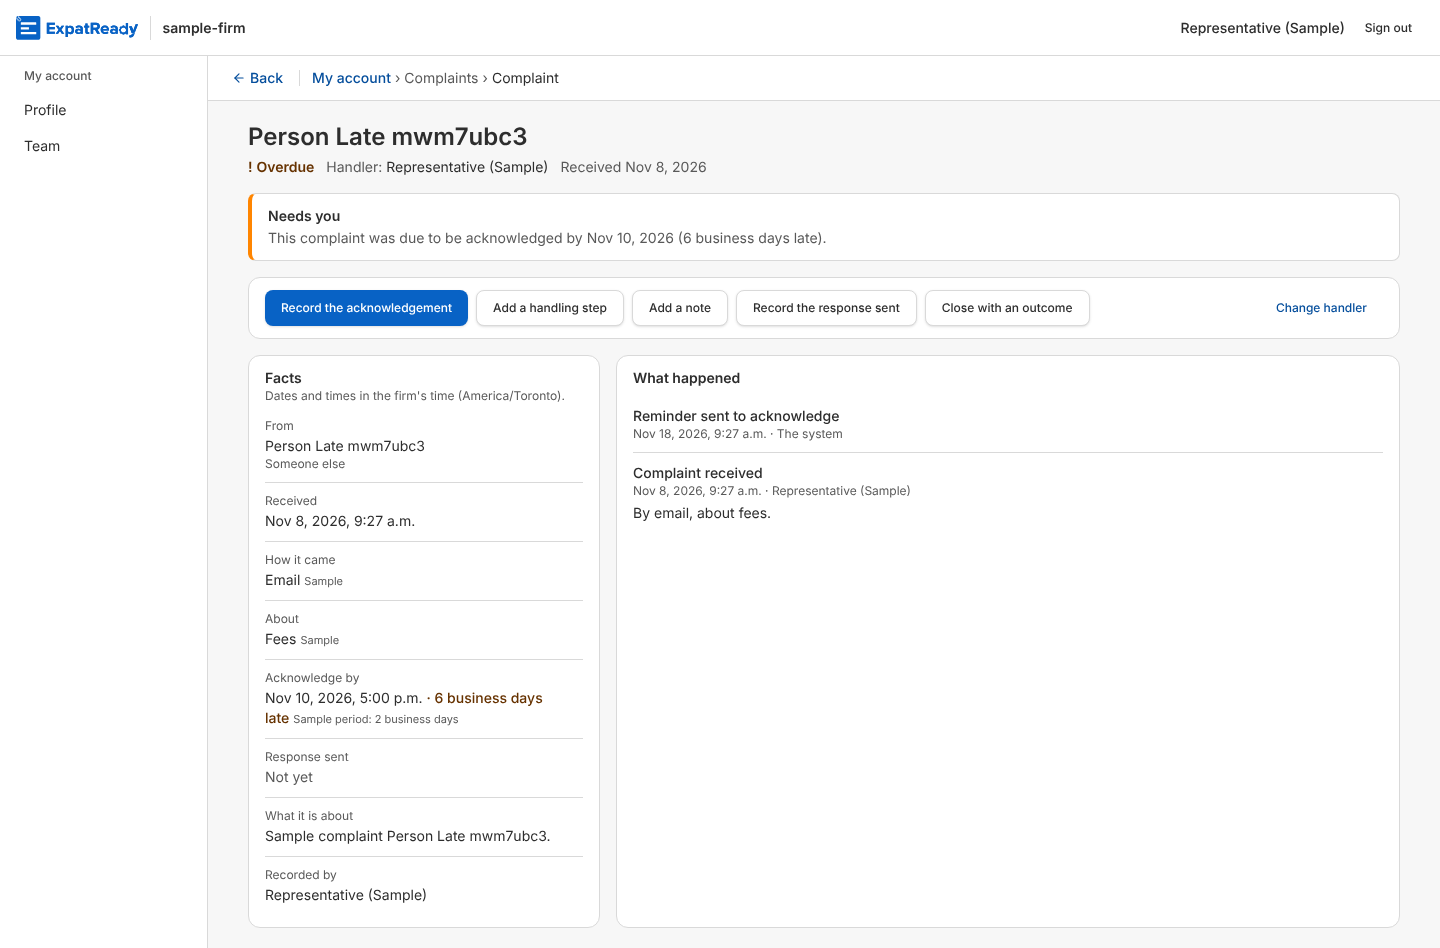 ExpatReady
sample-firm
Representative (Sample)
Sign out
My account
Profile
Team
← Back
My account › Complaints › Complaint
Person Late mwm7ubc3
! Overdue Handler: Representative (Sample) Received Nov 8, 2026
Needs you
This complaint was due to be acknowledged by Nov 10, 2026 (6 business days late).
Record the acknowledgement
Add a handling step
Add a note
Record the response sent
Close with an outcome
Change handler
Facts
Dates and times in the firm's time (America/Toronto).
From
Person Late mwm7ubc3
Someone else
Received
Nov 8, 2026, 9:27 a.m.
How it came
Email Sample
About
Fees Sample
Acknowledge by
Nov 10, 2026, 5:00 p.m. · 6 business days
late Sample period: 2 business days
Response sent
Not yet
What it is about
Sample complaint Person Late mwm7ubc3.
Recorded by
Representative (Sample)
What happened
Reminder sent to acknowledge
Nov 18, 2026, 9:27 a.m. · The system
Complaint received
Nov 8, 2026, 9:27 a.m. · Representative (Sample)
By email, about fees.